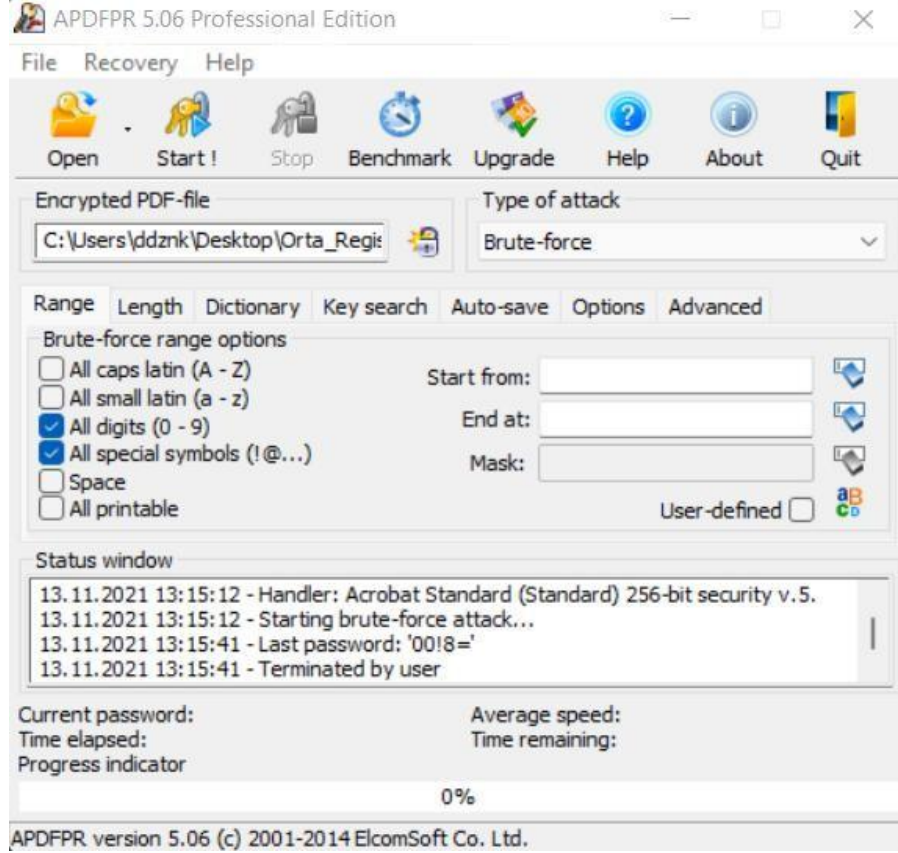 APDFPR 5.06 Professional Edition
File Recovery Help
Open Start ! Stop Benchmark Upgrade Help About Quit
Encrypted PDF-file
C:\Users\ddznk\Desktop\Orta_Regis
Type of attack
Brute-force
Range Length Dictionary Key search Auto-save Options Advanced
Brute-force range options
All caps latin (A - Z)
All small latin (a - z)
All digits (0 - 9)
All special symbols (!@...)
Space
All printable
Start from:
End at:
Mask:
User-defined
Status window
13.11.2021 13:15:12 - Handler: Acrobat Standard (Standard) 256-bit security v.5.
13.11.2021 13:15:12 - Starting brute-force attack...
13.11.2021 13:15:41 - Last password: '00!8='
13.11.2021 13:15:41 - Terminated by user
Current password:
Average speed:
Time elapsed:
Time remaining:
Progress indicator
0%
APDFPR version 5.06 (c) 2001-2014 ElcomSoft Co. Ltd.